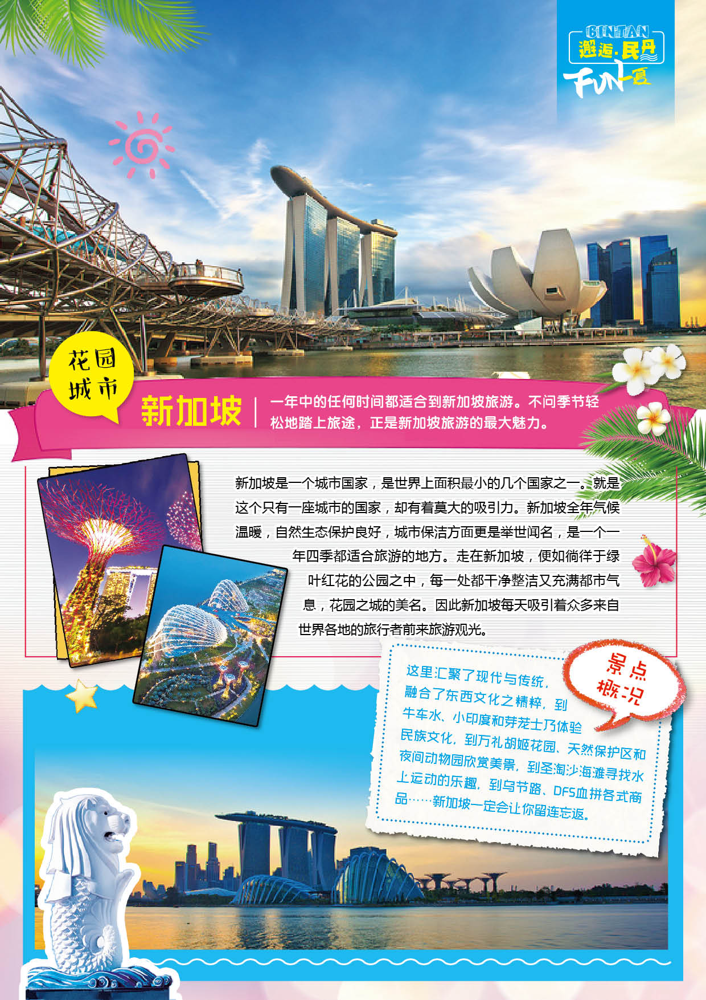 BINTAN
邂逅·民丹
FUN一夏
花园
城市
新加坡
一年中的任何时间都适合到新加坡旅游。不问季节轻
松地踏上旅途，正是新加坡旅游的最大魅力。
新加坡是一个城市国家，是世界上面积最小的几个国家之一。就是
这个只有一座城市的国家，却有着莫大的吸引力。新加坡全年气候
温暖，自然生态保护良好，城市保洁方面更是举世闻名，是一个一
年四季都适合旅游的地方。走在新加坡，便如徜徉于绿
叶红花的公园之中，每一处都干净整洁又充满都市气
息，花园之城的美名。因此新加坡每天吸引着众多来自
世界各地的旅行者前来旅游观光。
景点
概况
这里汇聚了现代与传统，
融合了东西文化之精粹，到
牛车水、小印度和芽茏士乃体验
民族文化，到万礼胡姬花园、天然保护区和
夜间动物园欣赏美景，到圣淘沙海滩寻找水
上运动的乐趣，到乌节路、DFS血拼各式商
品……新加坡一定会让你留连忘返。